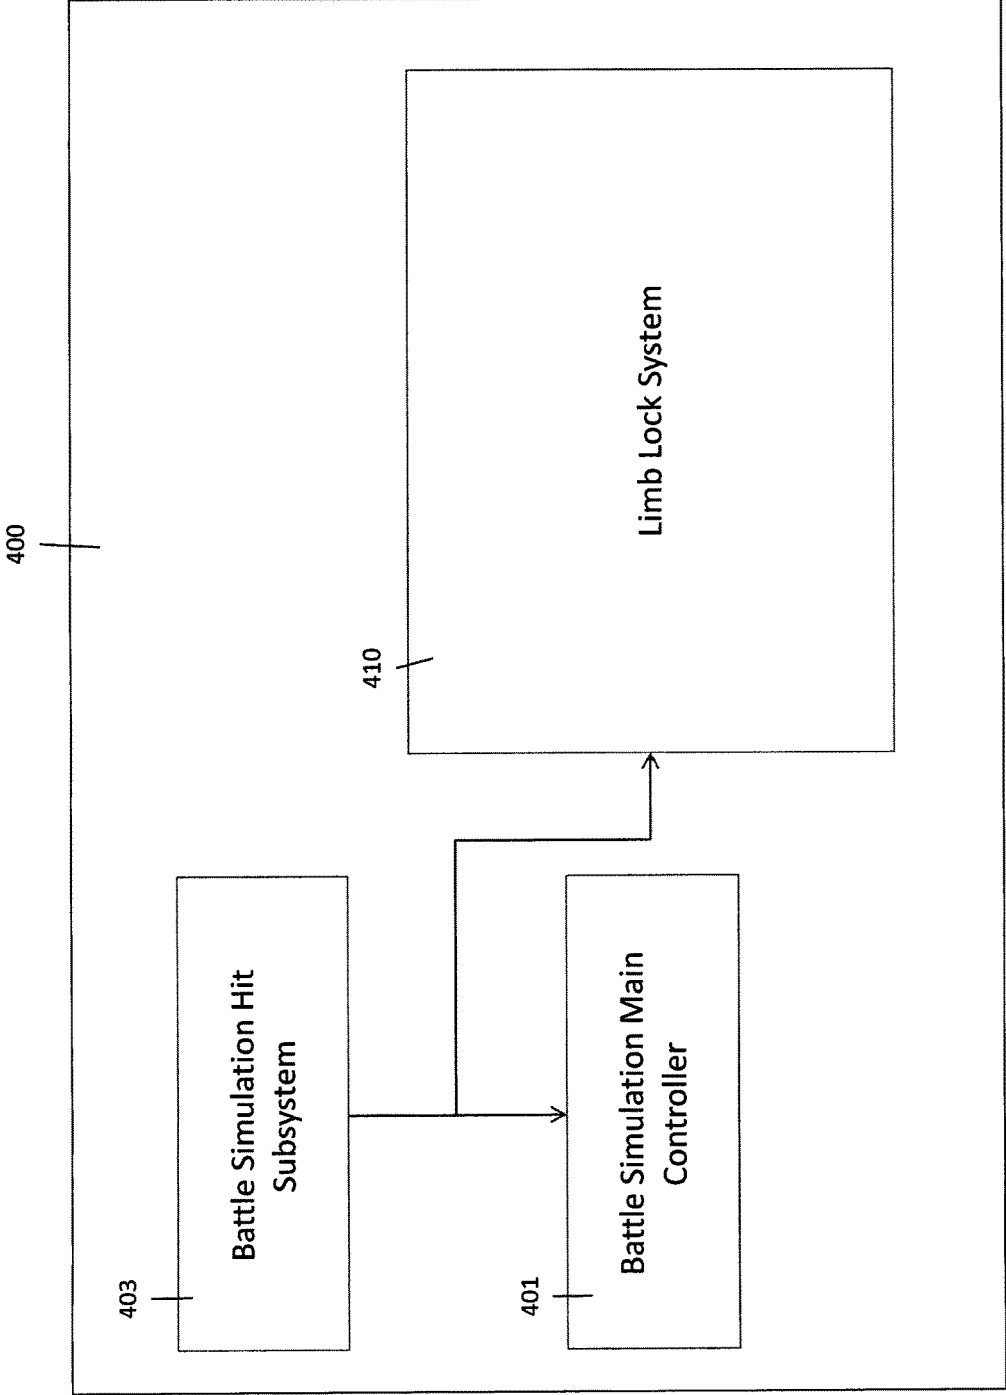 400
403
Battle Simulation Hit
Subsystem
410
Limb Lock System
401
Battle Simulation Main
Controller